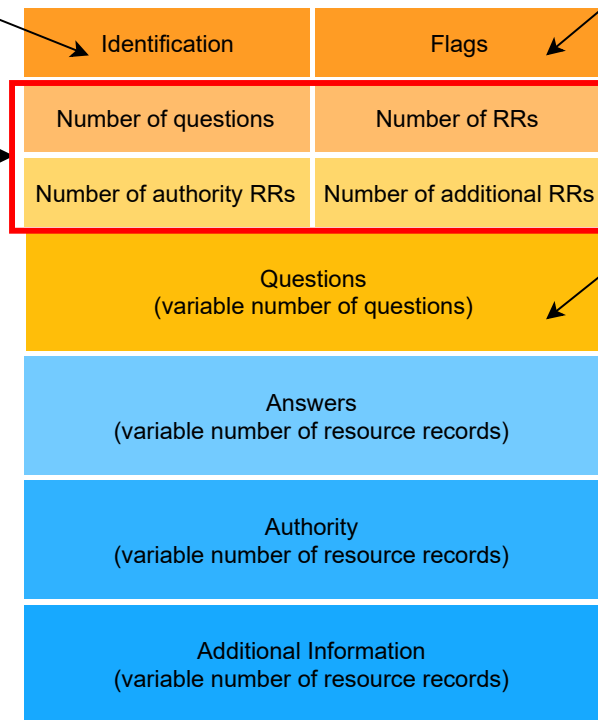 Identification
Flags
Number of questions
Number of RRs
Number of authority RRs
Number of additional RRs
Questions
(variable number of questions)
Answers
(variable number of resource records)
Authority
(variable number of resource records)
Additional Information
(variable number of resource records)